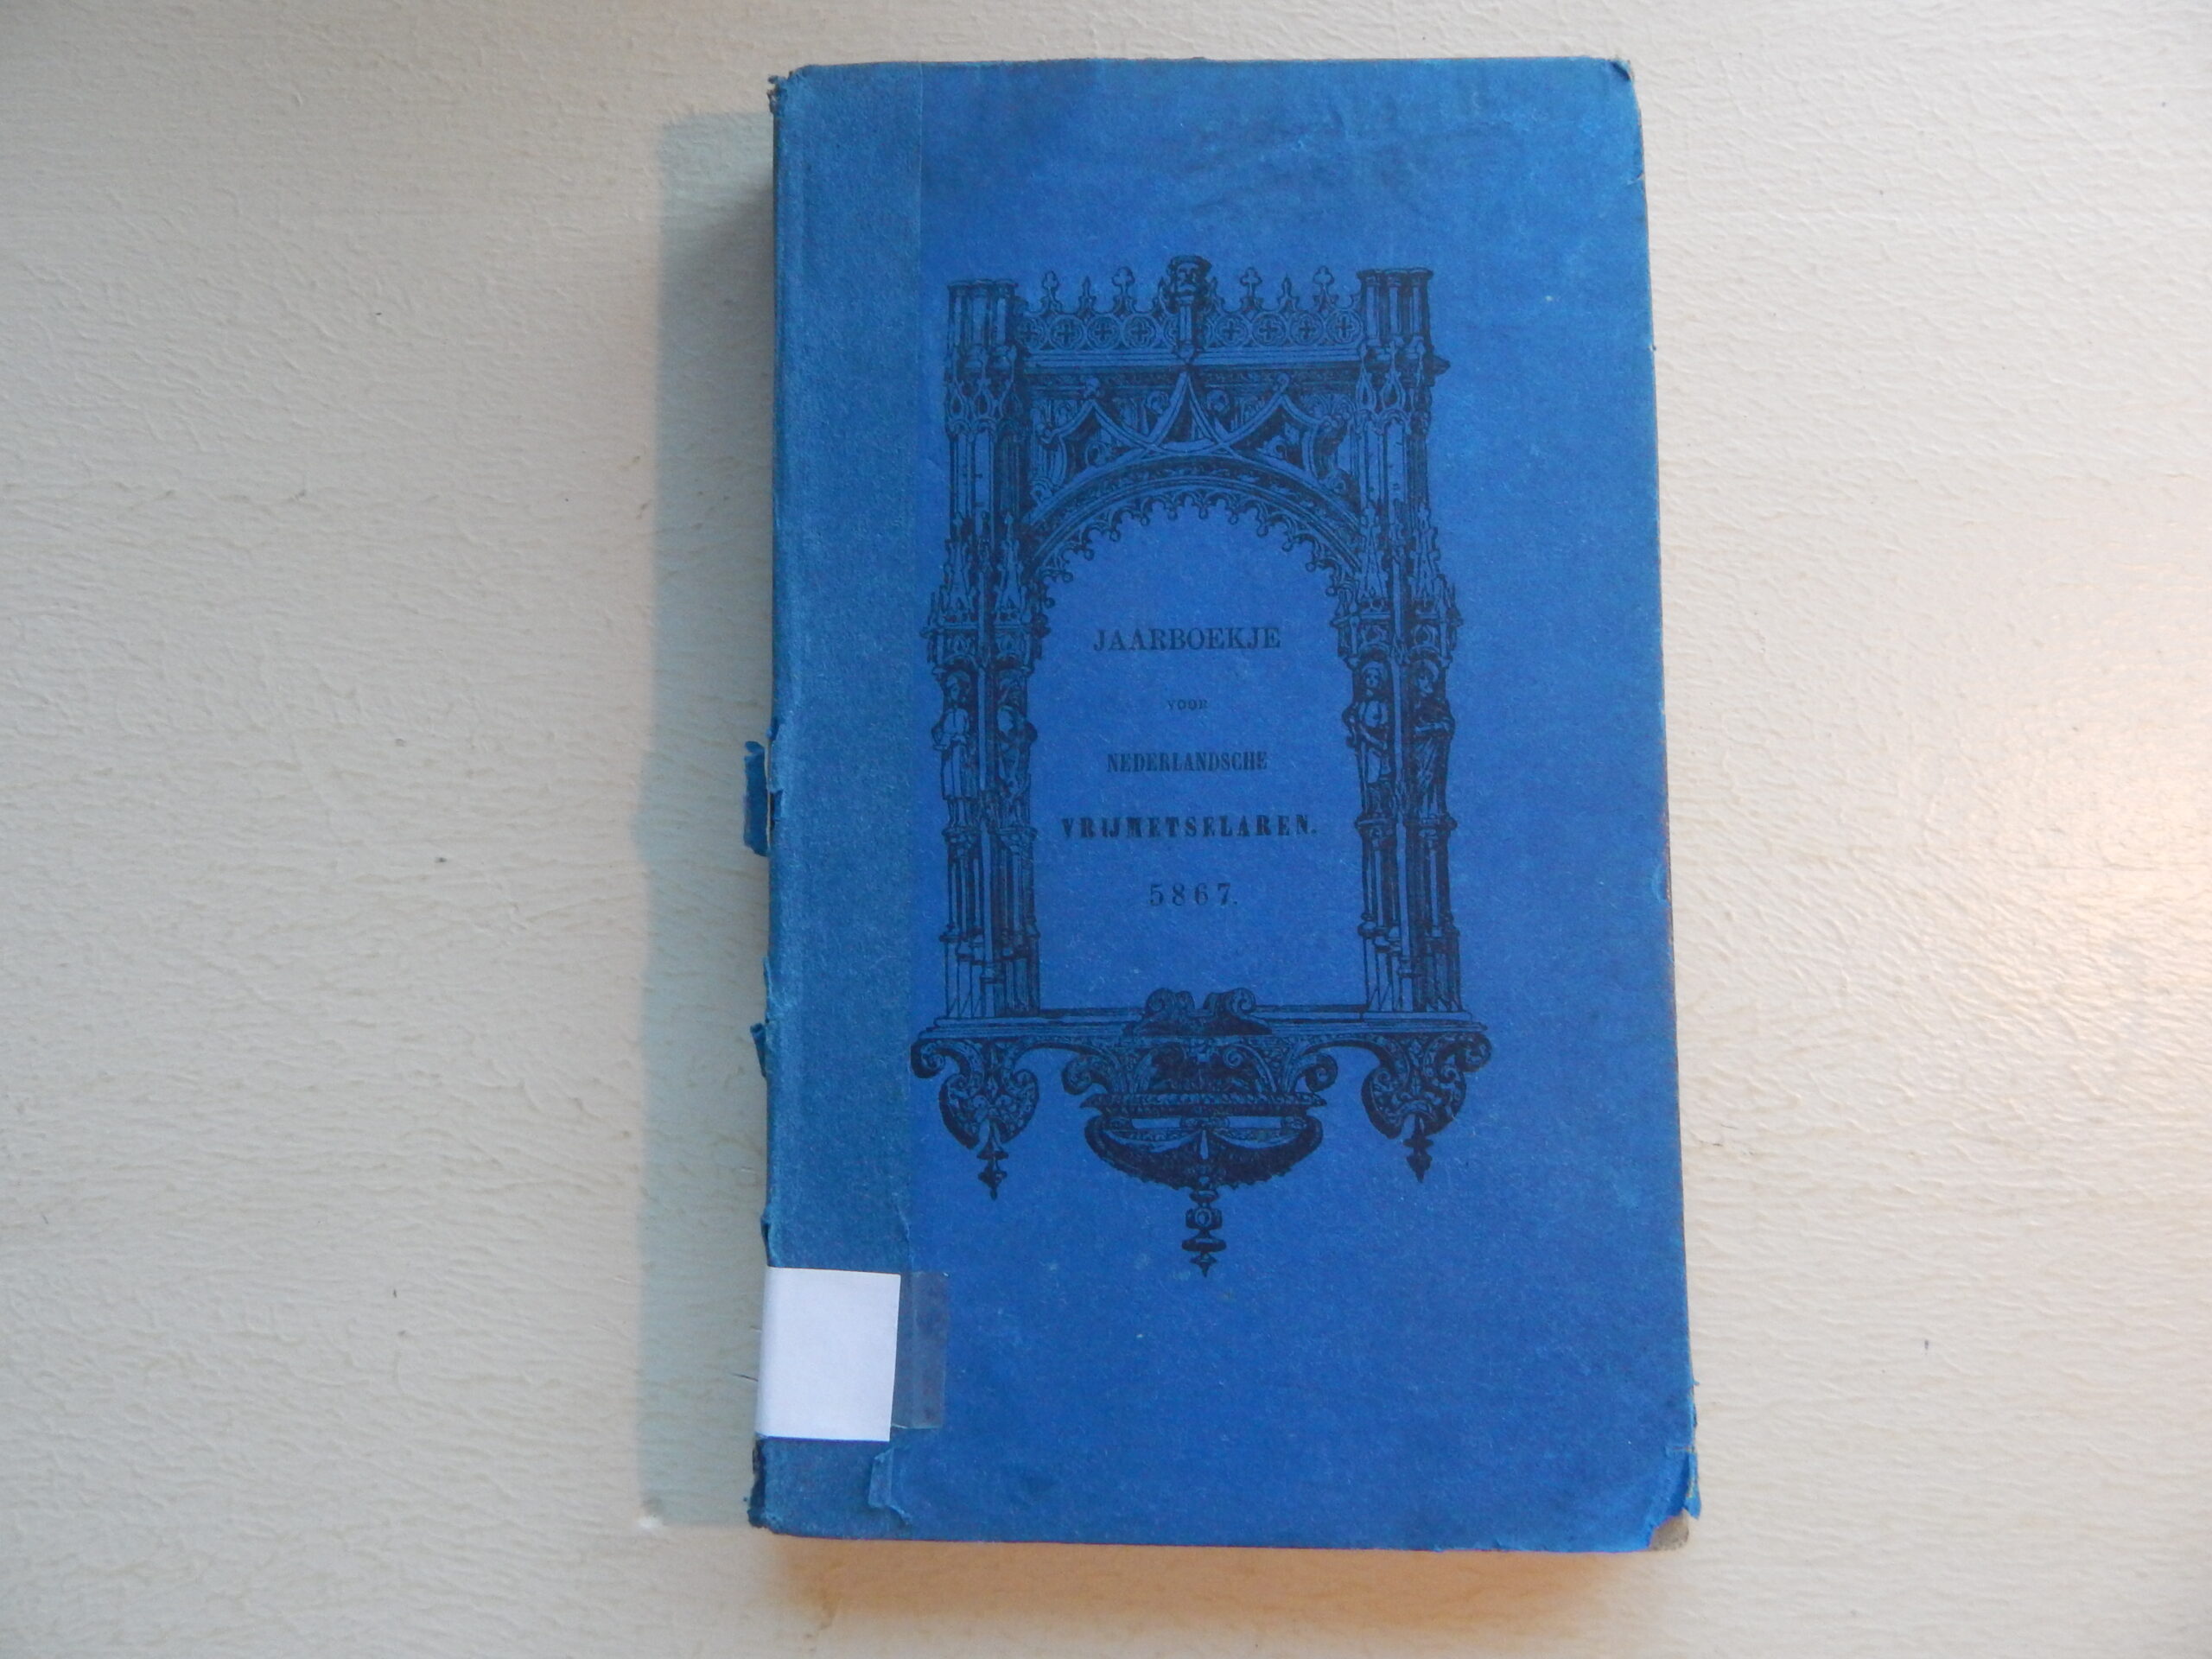 JAARBOEKJE
VOOR
NEDERLANDSCHE
VRIJMETSELAREN.
5867.